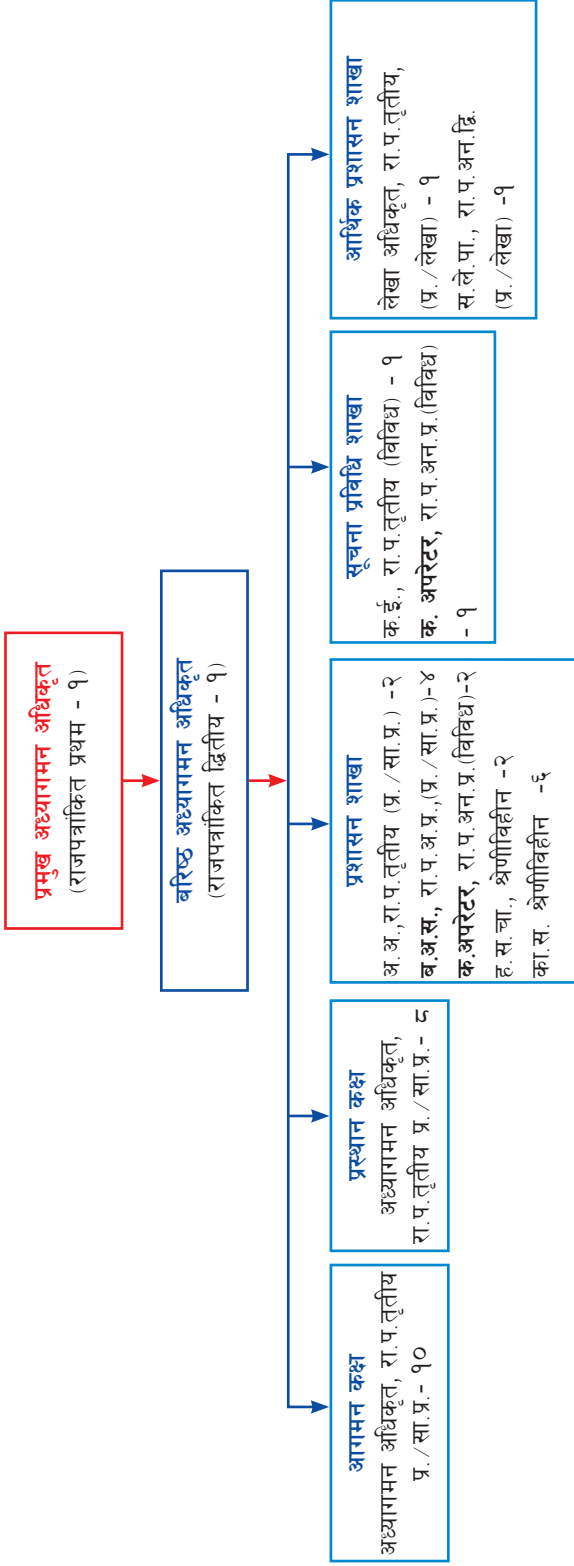 प्रमुख अध्यागमन अधिकृत
(राजपत्रांकित प्रथम - १)
बरिष्ठ अध्यागमन अधिकृत
(राजपत्रांकित द्धितीय - १)
आगमन कक्ष
अध्यागमन अधिकृत, रा.प.तृतीय
प्र./सा.प्र.- १०
प्रस्थान कक्ष
अध्यागमन अधिकृत,
रा.प.तृतीय प्र./सा.प्र.- ८
प्रशासन शाखा
अ.अ.,रा.प.तृतीय (प्र./सा.प्र.) -२
ब.अ.स., रा.प.अ.प्र.,(प्र./सा.प्र.)-४
क.अपरेटर, रा.प.अन.प्र.(विविध)-२
ह.स.चा., श्रेणीविहीन -२
का.स. श्रेणीविहीन -६
सूचना प्रविधि शाखा
क.ई., रा.प.तृतीय (विविध) - १
क. अपरेटर, रा.प.अन.प्र.(विविध)
- १
आर्थिक प्रशासन शाखा
लेखा अधिकृत, रा.प.तृतीय,
(प्र./लेखा) - १
स.ले.पा., रा.प.अन.द्वि.
(प्र./लेखा) -१